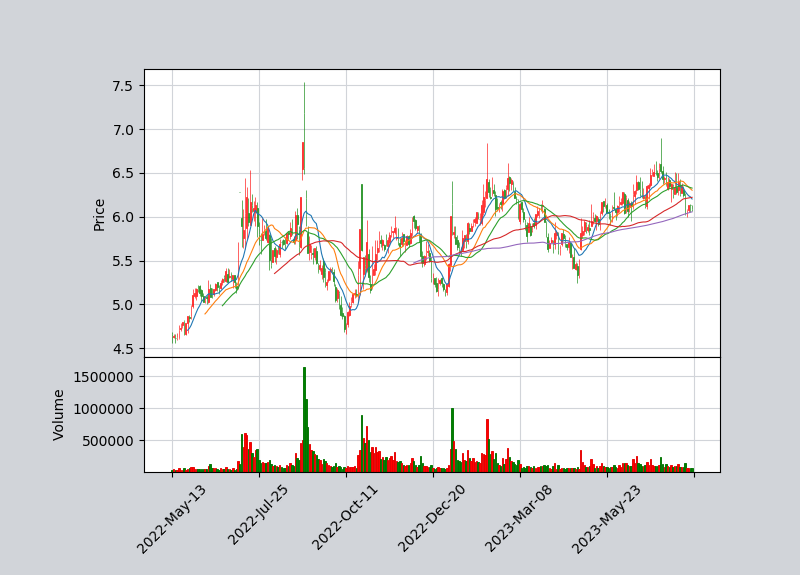 7.5
7.0
6.5
6.0
5.5
5.0
4.5
Price
1500000
1000000
500000
Volume
2022-May-13
2022-Jul-25
2022-Oct-11
2022-Dec-20
2023-Mar-08
2023-May-23